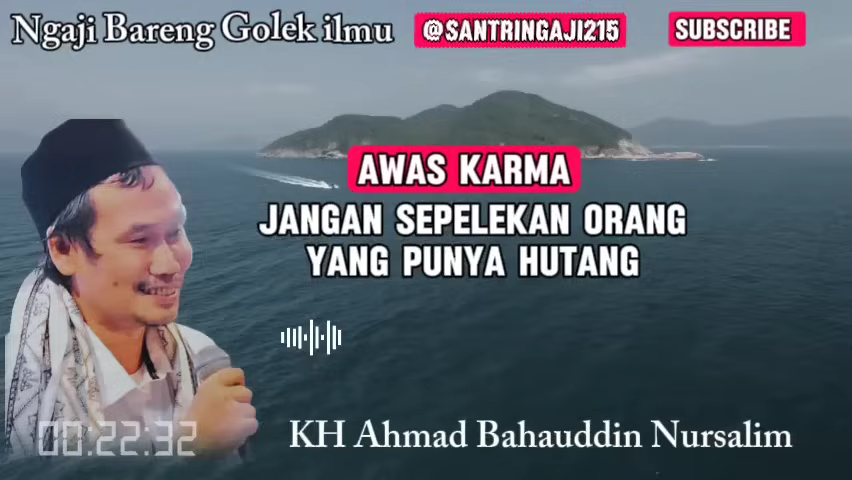 Ngaji Bareng Golek ilmu
@SANTRINGAJI215
SUBSCRIBE
AWAS KARMA
JANGAN SEPELEKAN ORANG
YANG PUNYA HUTANG
KH Ahmad Bahauddin Nursalim
00:22:32